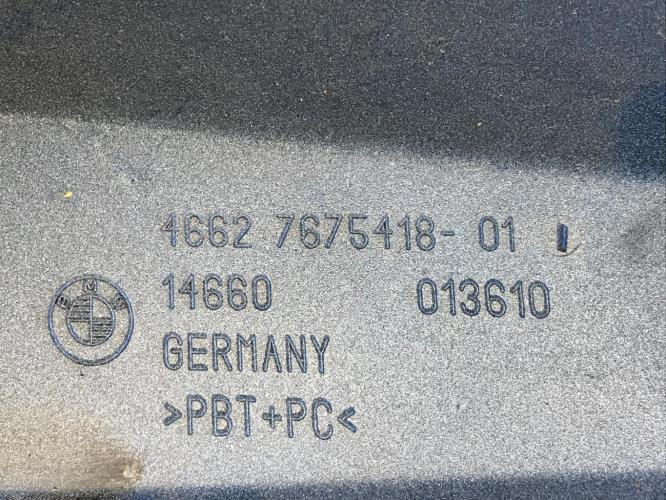 4662 7675418- 01
BMW
14660 013610
GERMANY
>PBT+PC<